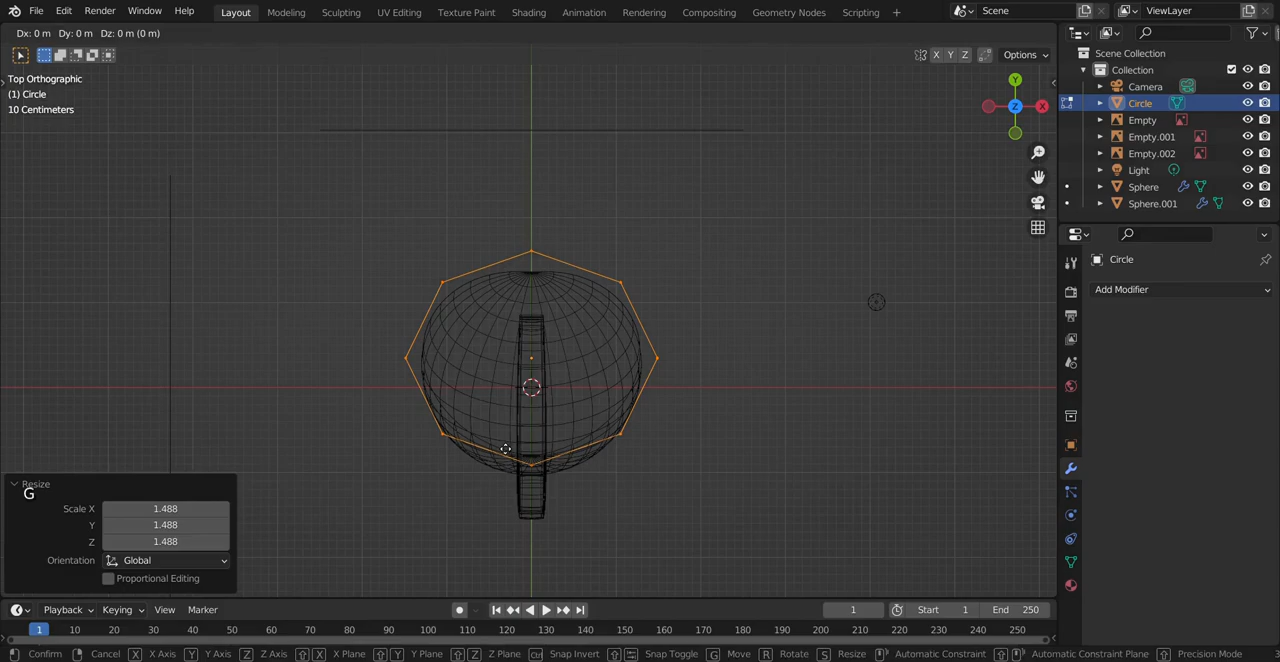 File Edit Render Window Help Layout Modeling Sculpting UV Editing Texture Paint Shading Animation Rendering Compositing Geometry Nodes Scripting + Scene ViewLayer
Dx: 0 m Dy: 0 m Dz: 0 m (0 m)
X Y Z Options
Top Orthographic
(1) Circle
10 Centimeters
Y
Z X
Scene Collection
Collection
Camera
Circle
Empty
Empty.001
Empty.002
Light
Sphere
Sphere.001
Circle
Add Modifier
Resize
G
Scale X 1.488
Y 1.488
Z 1.488
Orientation Global
Proportional Editing
Playback Keying View Marker 1 Start 1 End 250
1 10 20 30 40 50 60 70 80 90 100 110 120 130 140 150 160 170 180 190 200 210 220 230 240 250
Confirm Cancel X X Axis Y Y Axis Z Z Axis X X Plane Y Y Plane Z Z Plane Ctrl Snap Invert Snap Toggle G Move R Rotate S Resize Automatic Constraint Automatic Constraint Plane Precision Mode